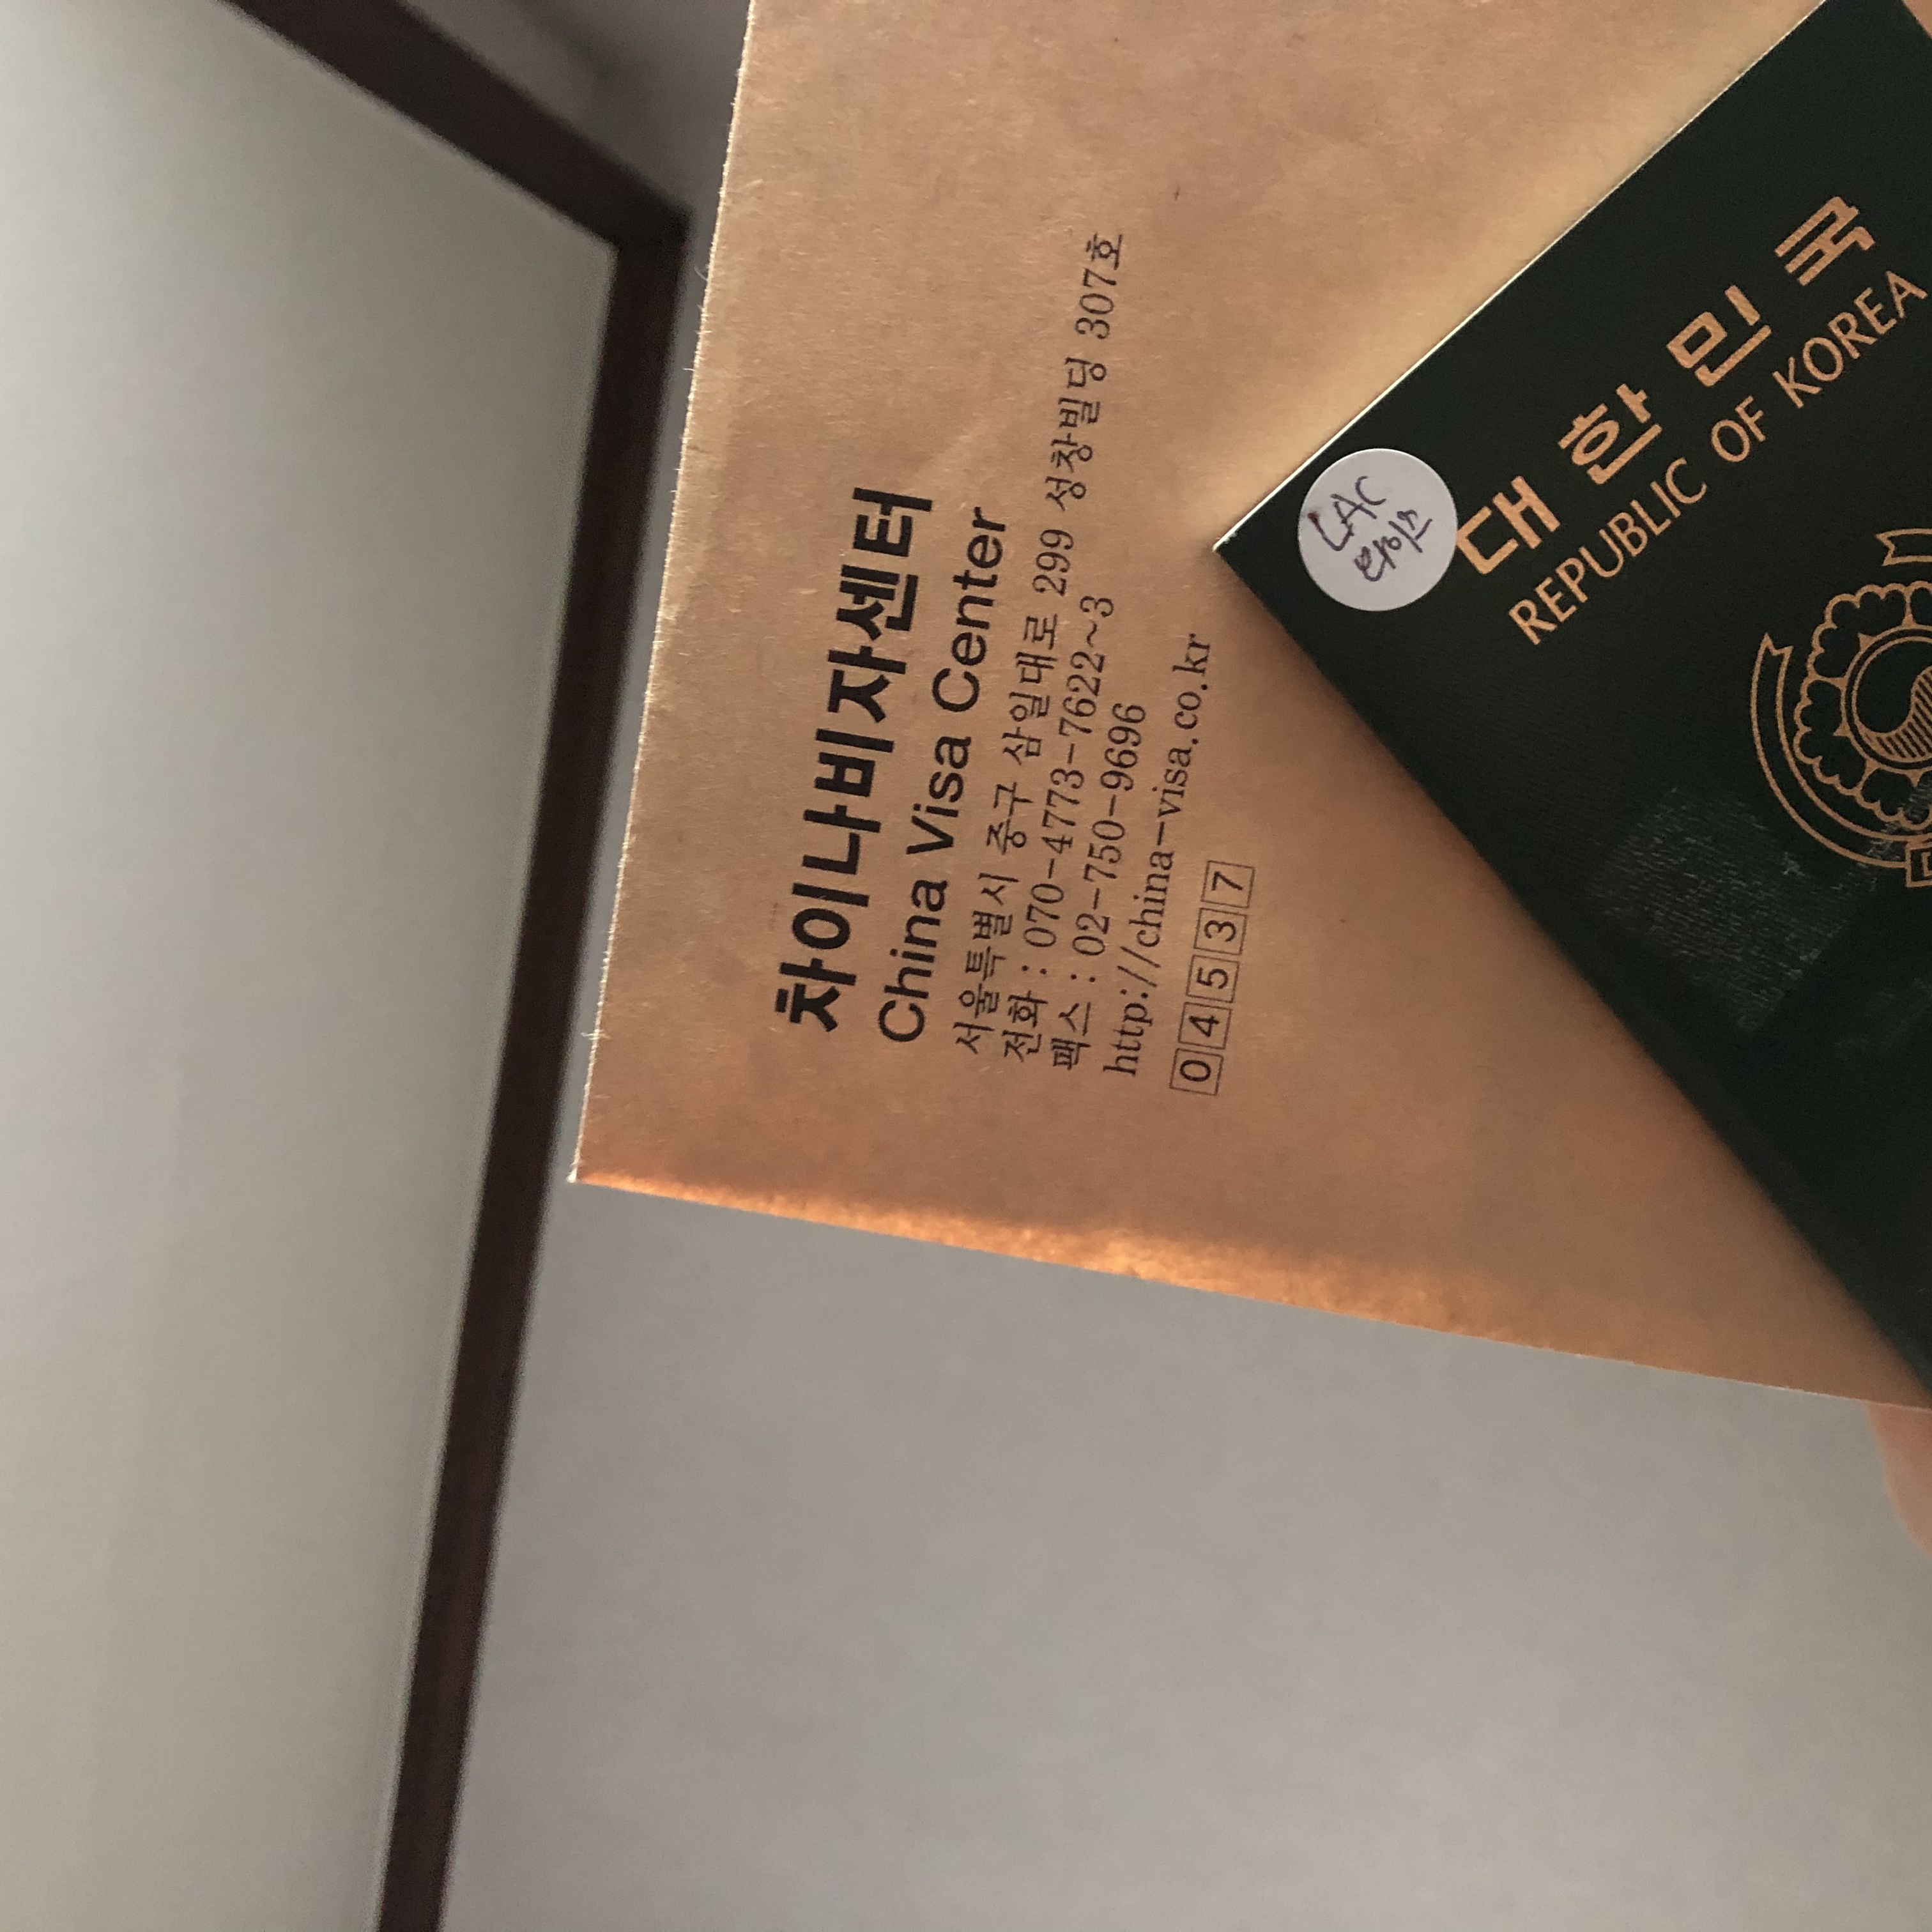 차이나비자센터
China Visa Center
서울특별시 중구 삼일대로 299 성창빌딩 307호
전화 : 070-4773-7622~3
팩스 : 02-750-9696
http://china-visa.co.kr
04537
LAC
대한민국
REPUBLIC OF KOREA